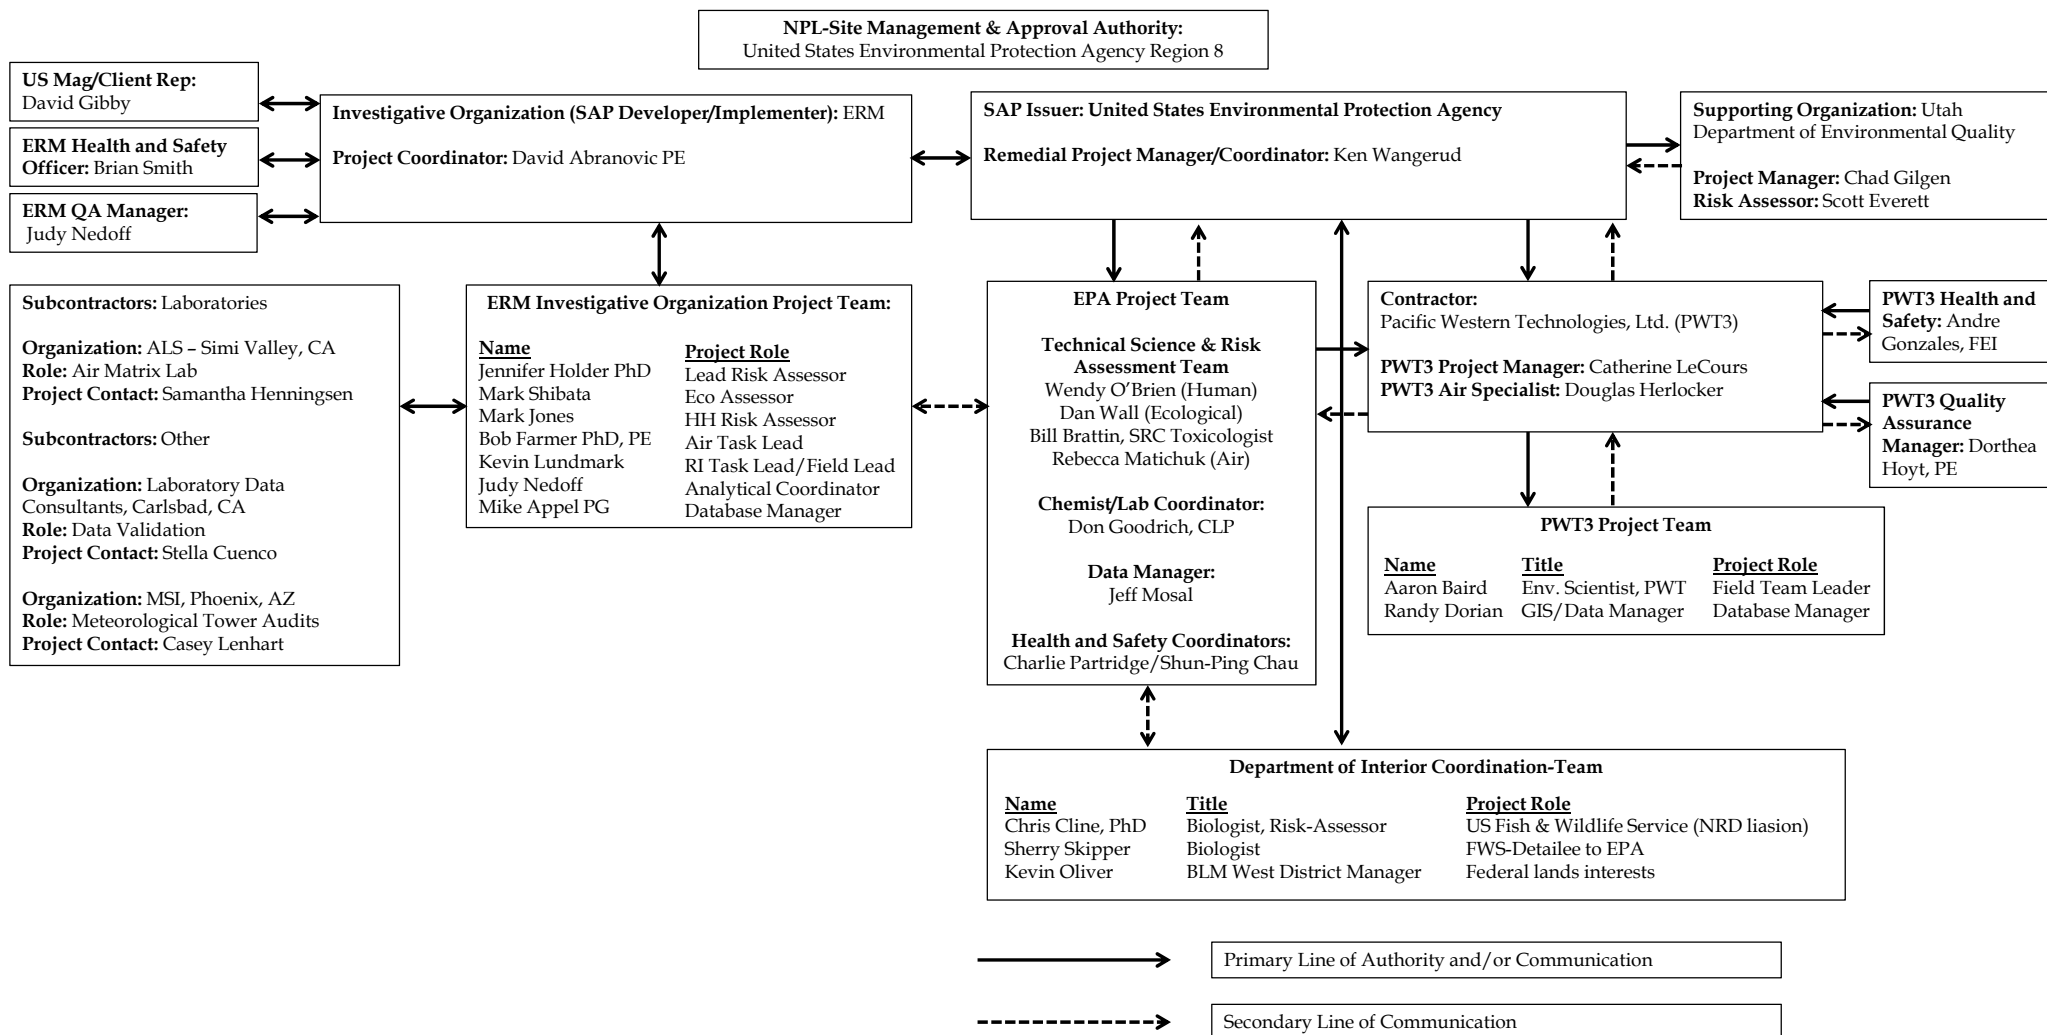 NPL-Site Management & Approval Authority:
United States Environmental Protection Agency Region 8
US Mag/Client Rep:
David Gibby
ERM Health and Safety
Officer: Brian Smith
ERM QA Manager:
Judy Nedoff
Investigative Organization (SAP Developer/Implementer): ERM
Project Coordinator: David Abranovic PE
SAP Issuer: United States Environmental Protection Agency
Remedial Project Manager/Coordinator: Ken Wangerud
Supporting Organization: Utah
Department of Environmental Quality
Project Manager: Chad Gilgen
Risk Assessor: Scott Everett
Subcontractors: Laboratories
Organization: ALS – Simi Valley, CA
Role: Air Matrix Lab
Project Contact: Samantha Henningsen
Subcontractors: Other
Organization: Laboratory Data
Consultants, Carlsbad, CA
Role: Data Validation
Project Contact: Stella Cuenco
Organization: MSI, Phoenix, AZ
Role: Meteorological Tower Audits
Project Contact: Casey Lenhart
ERM Investigative Organization Project Team:
Name Project Role
Jennifer Holder PhD Lead Risk Assessor
Mark Shibata Eco Assessor
Mark Jones HH Risk Assessor
Bob Farmer PhD, PE Air Task Lead
Kevin Lundmark RI Task Lead/Field Lead
Judy Nedoff Analytical Coordinator
Mike Appel PG Database Manager
EPA Project Team
Technical Science & Risk
Assessment Team
Wendy O'Brien (Human)
Dan Wall (Ecological)
Bill Brattin, SRC Toxicologist
Rebecca Matichuk (Air)
Chemist/Lab Coordinator:
Don Goodrich, CLP
Data Manager:
Jeff Mosal
Health and Safety Coordinators:
Charlie Partridge/Shun-Ping Chau
Contractor:
Pacific Western Technologies, Ltd. (PWT3)
PWT3 Project Manager: Catherine LeCours
PWT3 Air Specialist: Douglas Herlocker
PWT3 Health and
Safety: Andre
Gonzales, FEI
PWT3 Quality
Assurance
Manager: Dorthea
Hoyt, PE
PWT3 Project Team
Name Title Project Role
Aaron Baird Env. Scientist, PWT Field Team Leader
Randy Dorian GIS/Data Manager Database Manager
Department of Interior Coordination-Team
Name Title Project Role
Chris Cline, PhD Biologist, Risk-Assessor US Fish & Wildlife Service (NRD liasion)
Sherry Skipper Biologist FWS-Detailee to EPA
Kevin Oliver BLM West District Manager Federal lands interests
Primary Line of Authority and/or Communication
Secondary Line of Communication